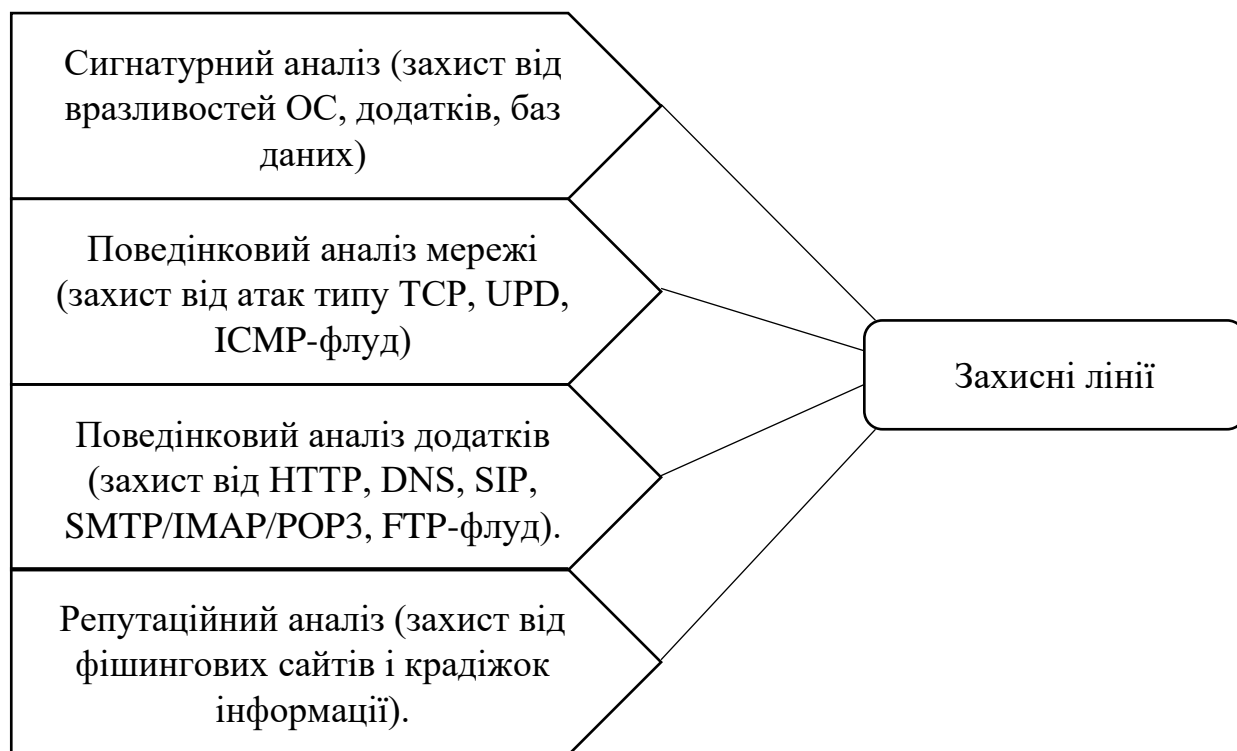 Сигнатурний аналіз (захист від
вразливостей ОС, додатків, баз
даних)
Поведінковий аналіз мережі
(захист від атак типу TCP, UPD,
ICMP-флуд)
Поведінковий аналіз додатків
(захист від HTTP, DNS, SIP,
SMTP/IMAP/POP3, FTP-флуд).
Репутаційний аналіз (захист від
фішингових сайтів і крадіжок
інформації).
Захисні лінії